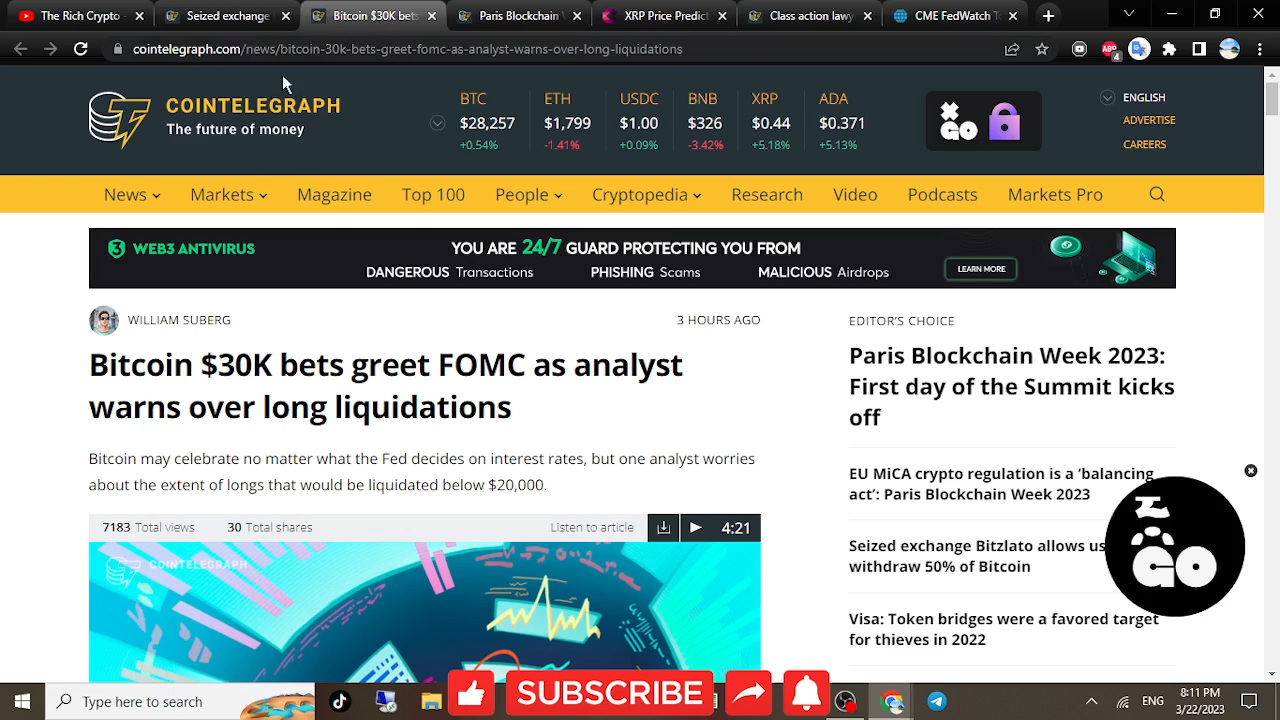 The Rich Crypto
Seized exchange
Bitcoin $30K bets
Paris Blockchain W
XRP Price Predict
Class action lawy
CME FedWatch To
cointelegraph.com/news/bitcoin-30k-bets-greet-fomc-as-analyst-warns-over-long-liquidations
ABP
4
COINTELEGRAPH
The future of money
BTC
$28,257
+0.54%
ETH
$1,799
-1.41%
USDC
$1.00
+0.09%
BNB
$326
-3.42%
XRP
$0.44
+5.18%
ADA
$0.371
+5.13%
GO
ENGLISH
ADVERTISE
CAREERS
News
Markets
Magazine
Top 100
People
Cryptopedia
Research
Video
Podcasts
Markets Pro
3 WEB3 ANTIVIRUS
YOU ARE 24/7 GUARD PROTECTING YOU FROM
DANGEROUS Transactions
PHISHING Scams
MALICIOUS Airdrops
LEARN MORE
WILLIAM SUBERG
3 HOURS AGO
Bitcoin $30K bets greet FOMC as analyst
warns over long liquidations
Bitcoin may celebrate no matter what the Fed decides on interest rates, but one analyst worries
about the extent of longs that would be liquidated below $20,000.
7183 Total views
30 Total shares
Listen to article
4:21
COINTELEGRAPH
EDITOR'S CHOICE
Paris Blockchain Week 2023:
First day of the Summit kicks
off
EU MiCA crypto regulation is a ‘balancing
act’: Paris Blockchain Week 2023
Seized exchange Bitzlato allows us
withdraw 50% of Bitcoin
Visa: Token bridges were a favored target
for thieves in 2022
GO
SUBSCRIBE
Type here to search
ENG
8:11 PM
3/22/2023